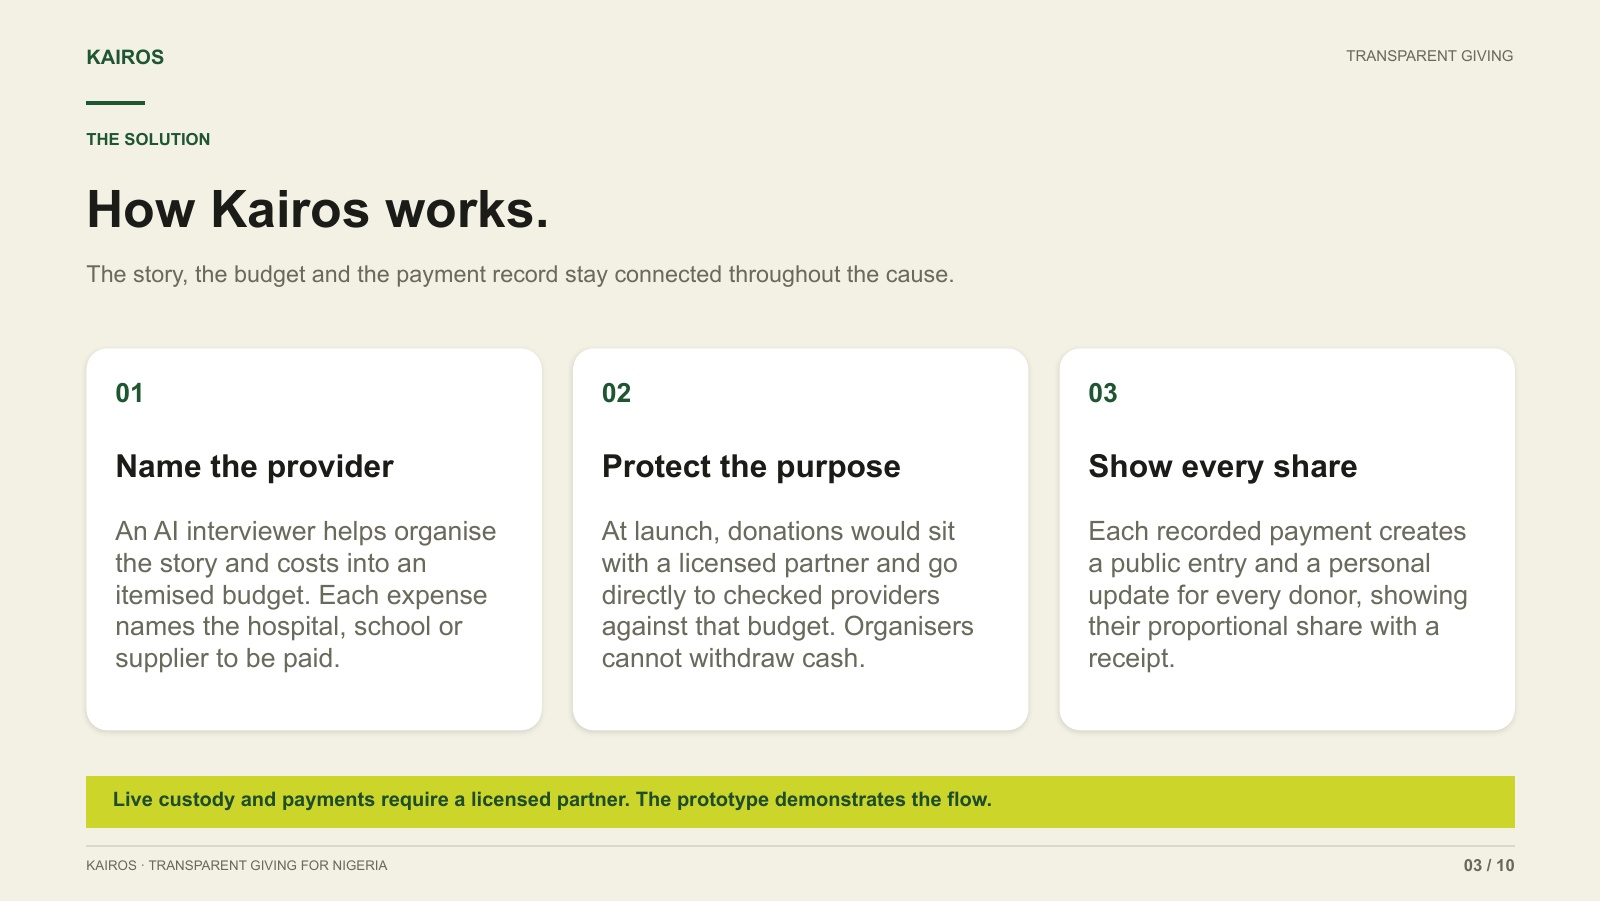 KAIROS
TRANSPARENT GIVING
THE SOLUTION
How Kairos works.
The story, the budget and the payment record stay connected throughout the cause.
01
Name the provider
An AI interviewer helps organise
the story and costs into an
itemised budget. Each expense
names the hospital, school or
supplier to be paid.
02
Protect the purpose
At launch, donations would sit
with a licensed partner and go
directly to checked providers
against that budget. Organisers
cannot withdraw cash.
03
Show every share
Each recorded payment creates
a public entry and a personal
update for every donor, showing
their proportional share with a
receipt.
Live custody and payments require a licensed partner. The prototype demonstrates the flow.
KAIROS · TRANSPARENT GIVING FOR NIGERIA
03 / 10